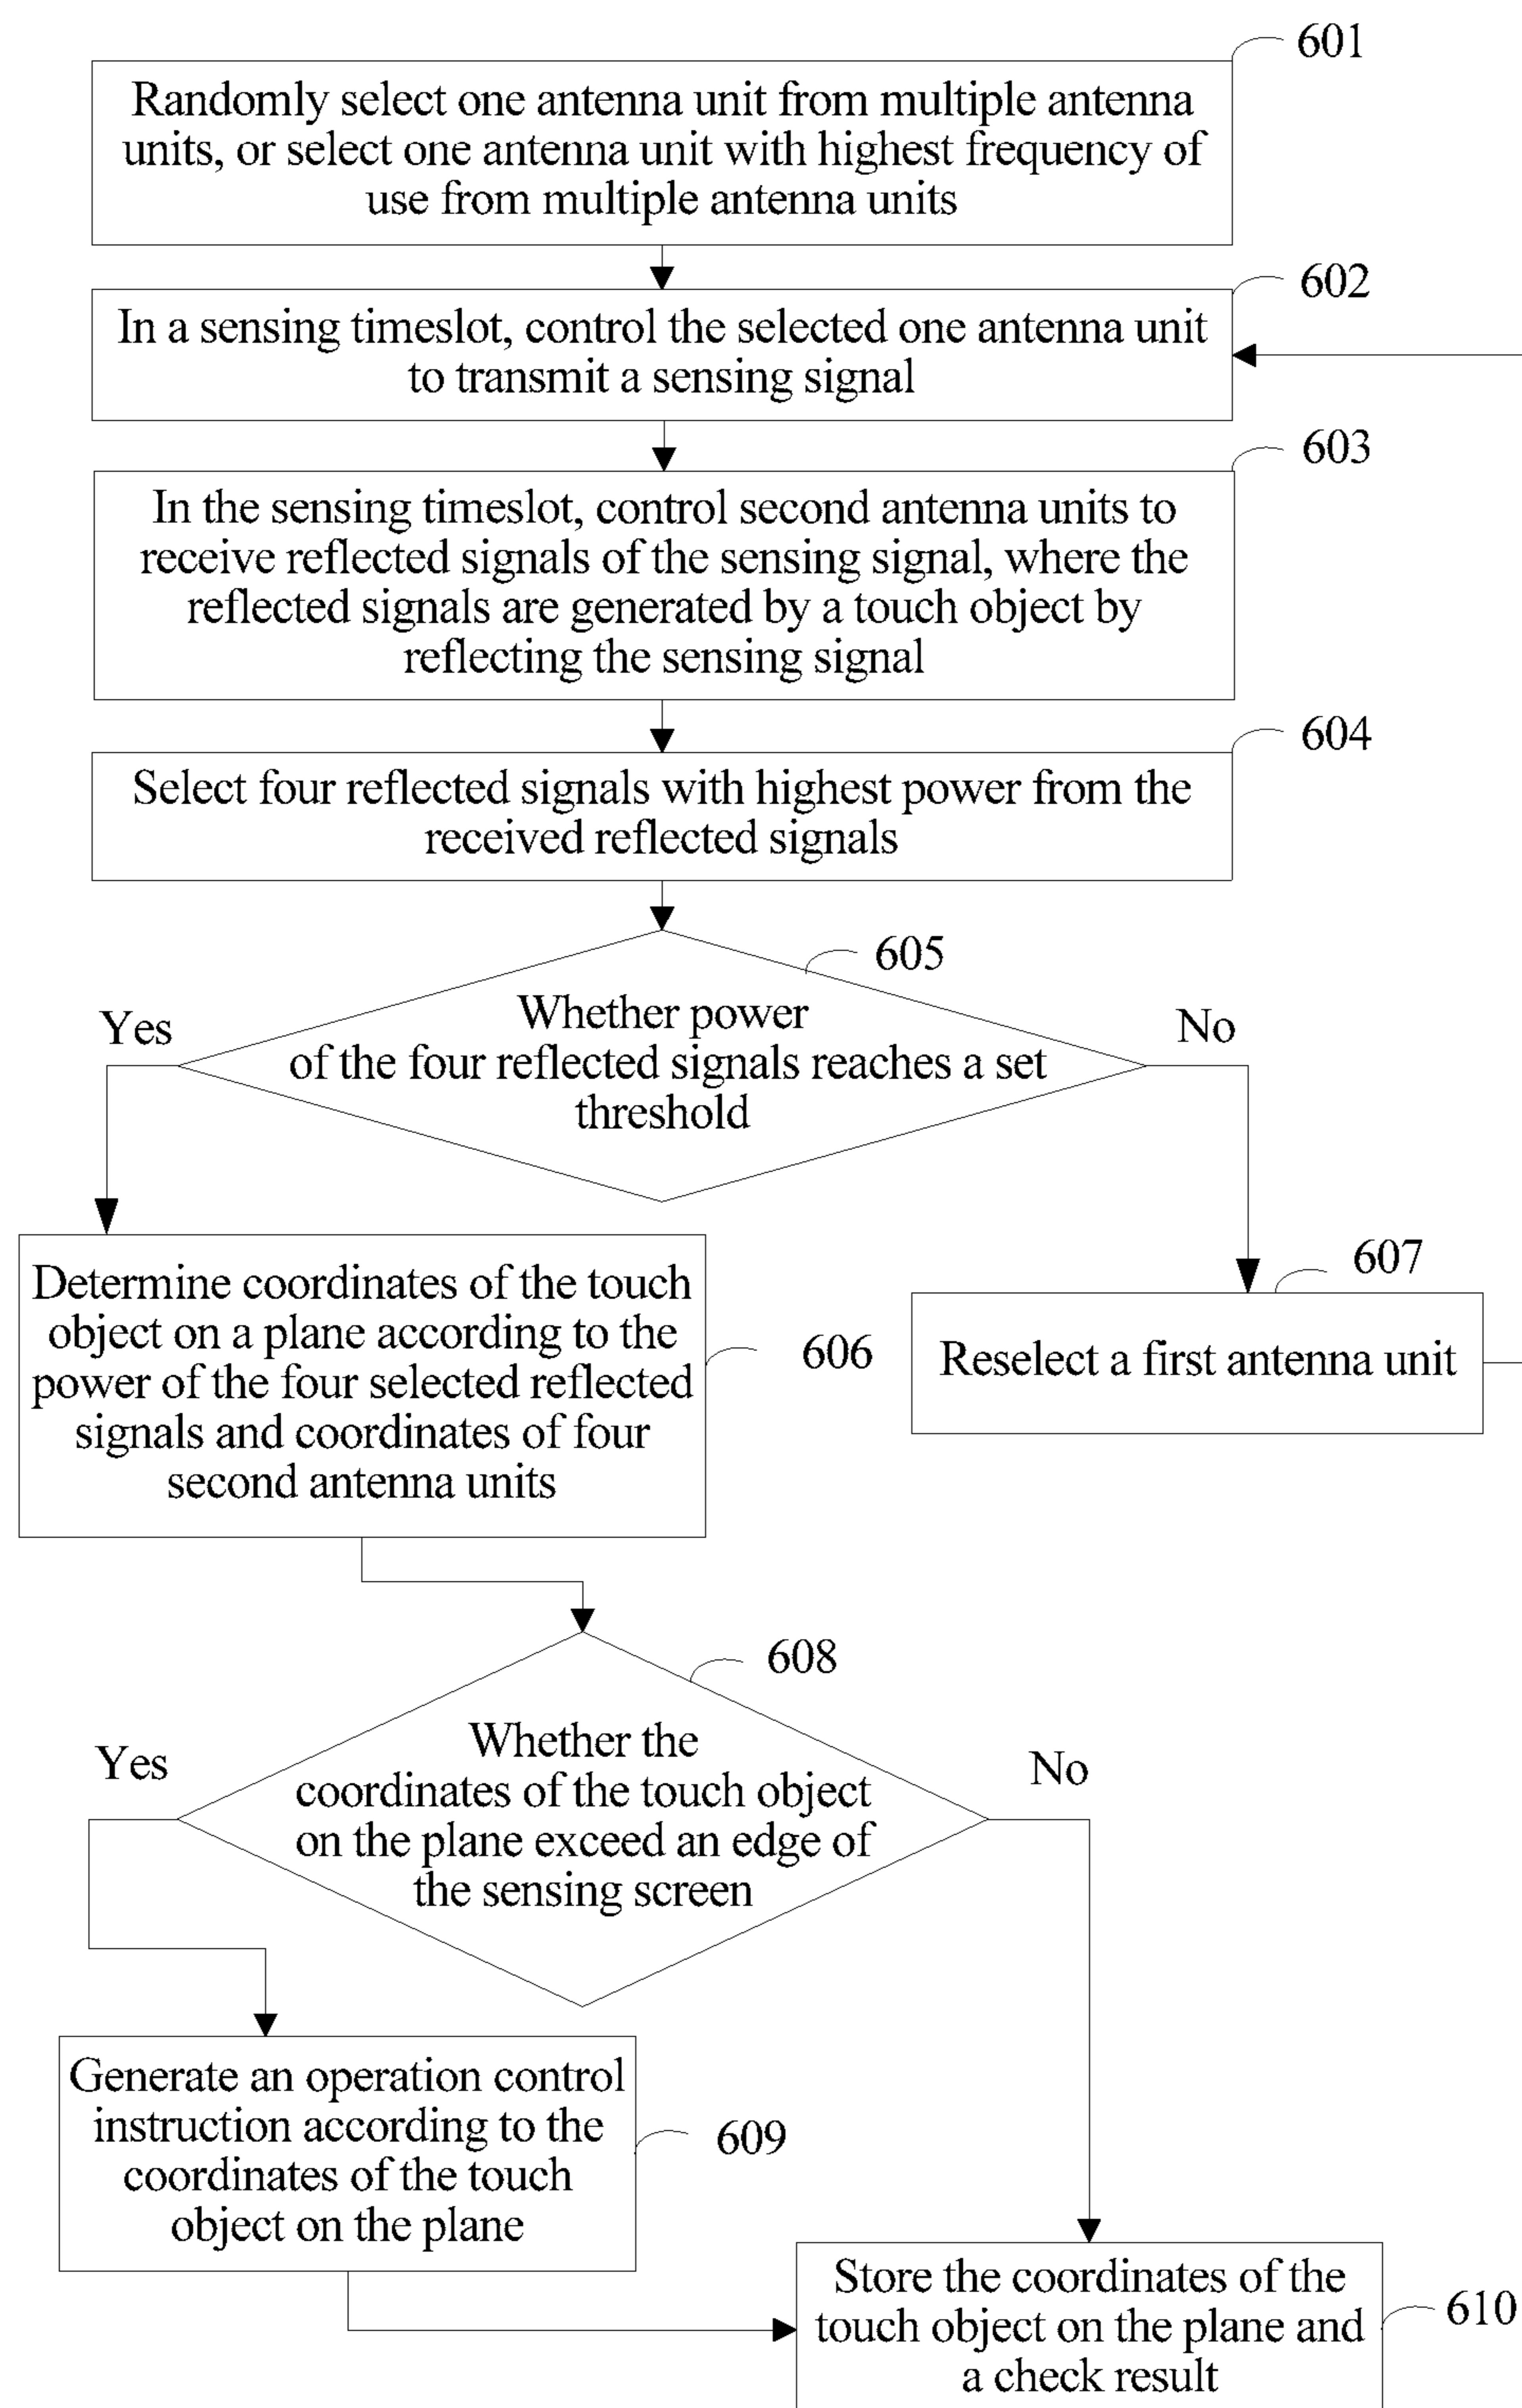 601
Randomly select one antenna unit from multiple antenna
units, or select one antenna unit with highest frequency of
use from multiple antenna units
602
In a sensing timeslot, control the selected one antenna unit
to transmit a sensing signal
603
In the sensing timeslot, control second antenna units to
receive reflected signals of the sensing signal, where the
reflected signals are generated by a touch object by
reflecting the sensing signal
604
Select four reflected signals with highest power from the
received reflected signals
605
Whether power
of the four reflected signals reaches a set
threshold
Yes
No
Determine coordinates of the touch
object on a plane according to the
power of the four selected reflected
signals and coordinates of four
second antenna units
606
607
Reselect a first antenna unit
608
Whether the
coordinates of the touch object
on the plane exceed an edge of
the sensing screen
Yes
No
Generate an operation control
instruction according to the
coordinates of the touch
object on the plane
609
Store the coordinates of the
touch object on the plane and
a check result
610